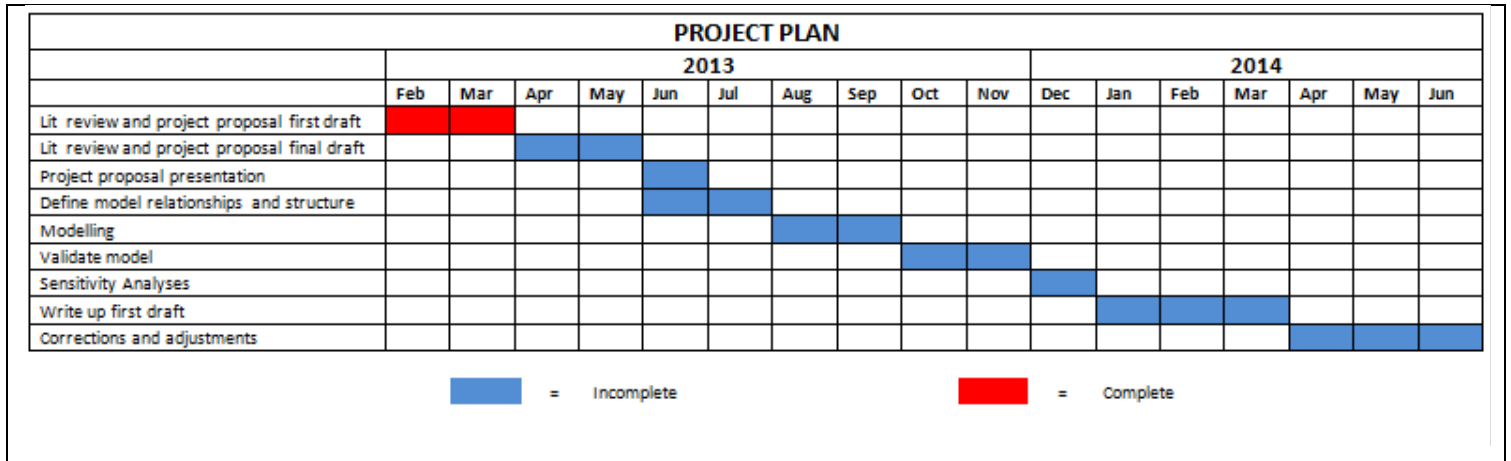 PROJECT PLAN
2013 2014
Feb Mar Apr May Jun Jul Aug Sep Oct Nov Dec Jan Feb Mar Apr May Jun
Lit review and project proposal first draft
Lit review and project proposal final draft
Project proposal presentation
Define model relationships and structure
Modelling
Validate model
Sensitivity Analyses
Write up first draft
Corrections and adjustments
= Incomplete = Complete